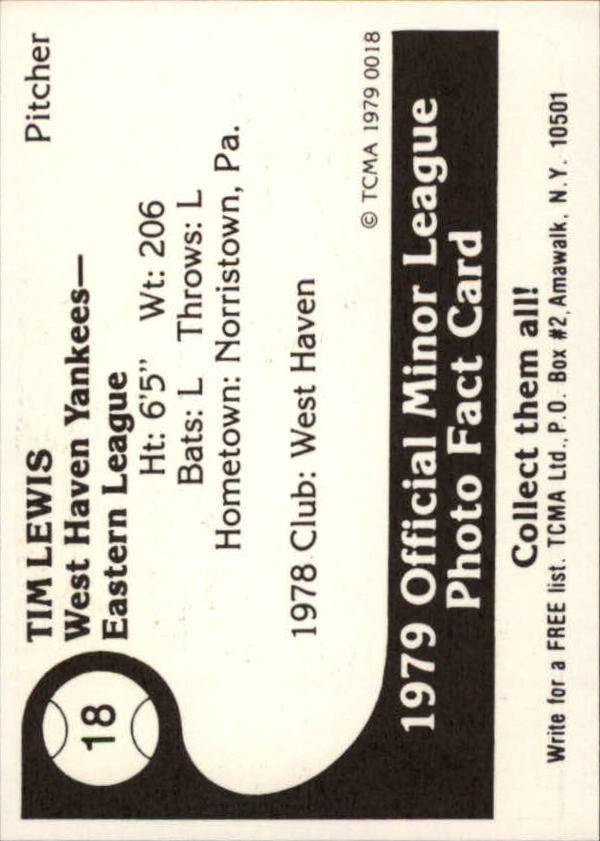 18
TIM LEWIS Pitcher
West Haven Yankees—
Eastern League
Ht: 6'5” Wt: 206
Bats: L Throws: L
Hometown: Norristown, Pa.
1978 Club: West Haven
© TCMA 1979 0018
1979 Official Minor League
Photo Fact Card
Collect them all!
Write for a FREE list. TCMA Ltd., P.O. Box #2, Amawalk, N.Y. 10501